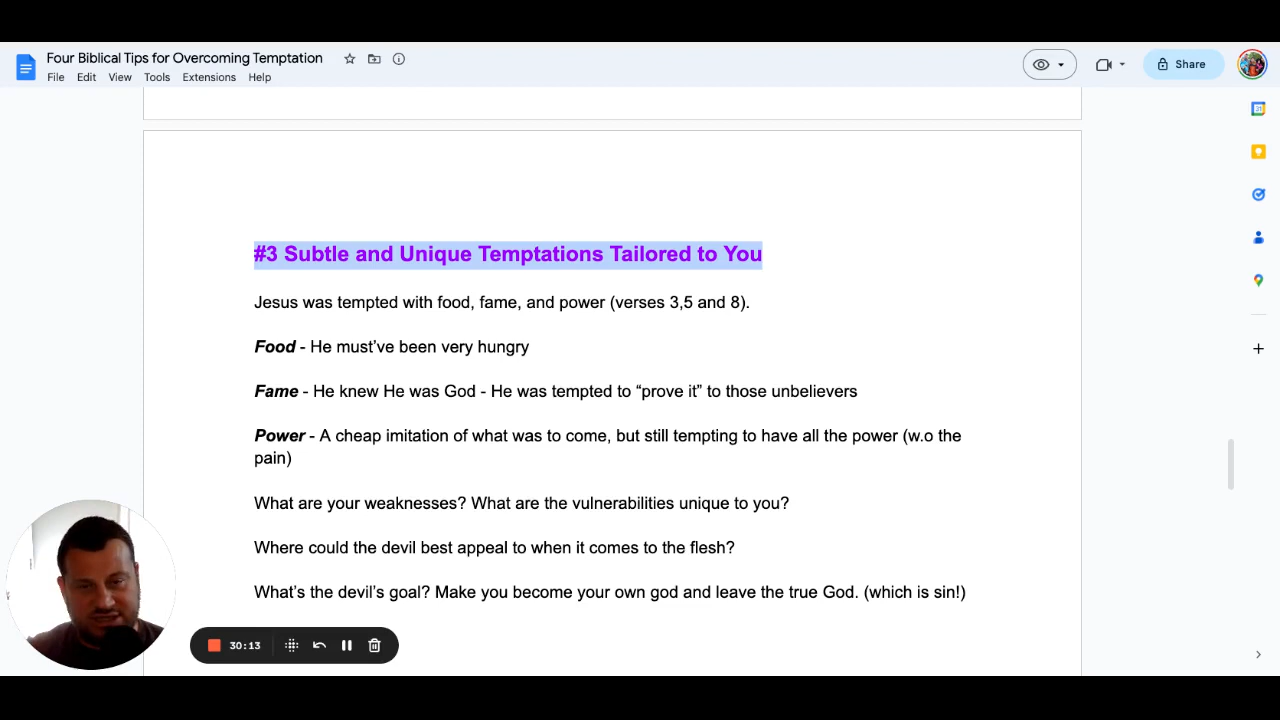 Four Biblical Tips for Overcoming Temptation
File Edit View Tools Extensions Help
Share
#3 Subtle and Unique Temptations Tailored to You
Jesus was tempted with food, fame, and power (verses 3,5 and 8).
Food - He must’ve been very hungry
Fame - He knew He was God - He was tempted to “prove it” to those unbelievers
Power - A cheap imitation of what was to come, but still tempting to have all the power (w.o the
pain)
What are your weaknesses? What are the vulnerabilities unique to you?
Where could the devil best appeal to when it comes to the flesh?
What’s the devil’s goal? Make you become your own god and leave the true God. (which is sin!)
30:13